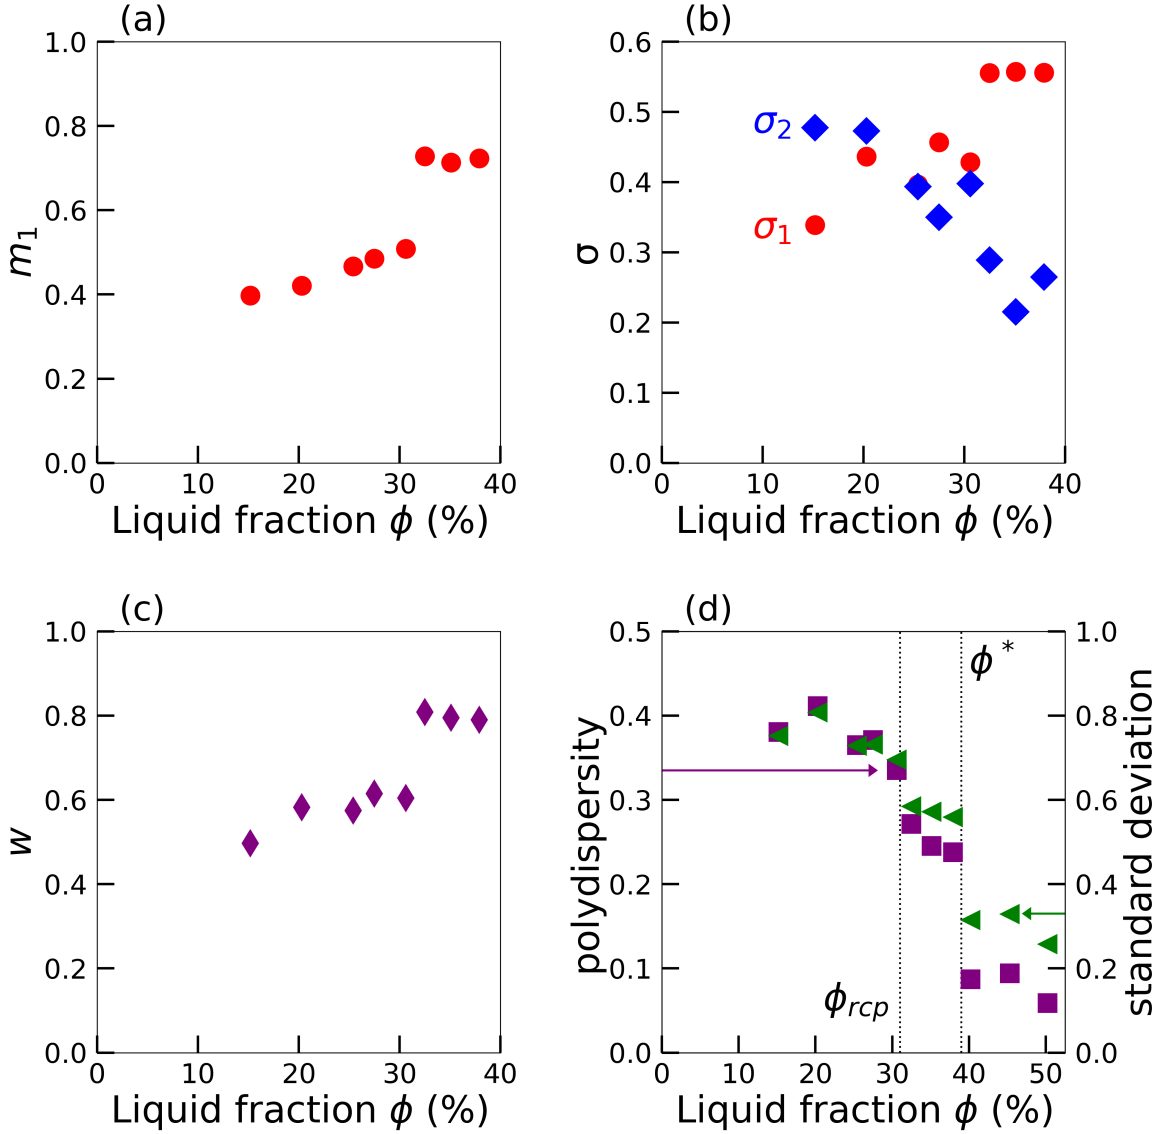 (a)
1.0
0.8
0.6
0.4
0.2
0.0
m₁
0 10 20 30 40
Liquid fraction ϕ (%)
(b)
0.6
0.5
0.4
0.3
0.2
0.1
0.0
σ
σ₂
σ₁
0 10 20 30 40
Liquid fraction ϕ (%)
(c)
1.0
0.8
0.6
0.4
0.2
0.0
w
0 10 20 30 40
Liquid fraction ϕ (%)
(d)
0.5
0.4
0.3
0.2
0.1
0.0
polydispersity
ϕ*
ϕrcp
1.0
0.8
0.6
0.4
0.2
0.0
standard deviation
0 10 20 30 40 50
Liquid fraction ϕ (%)